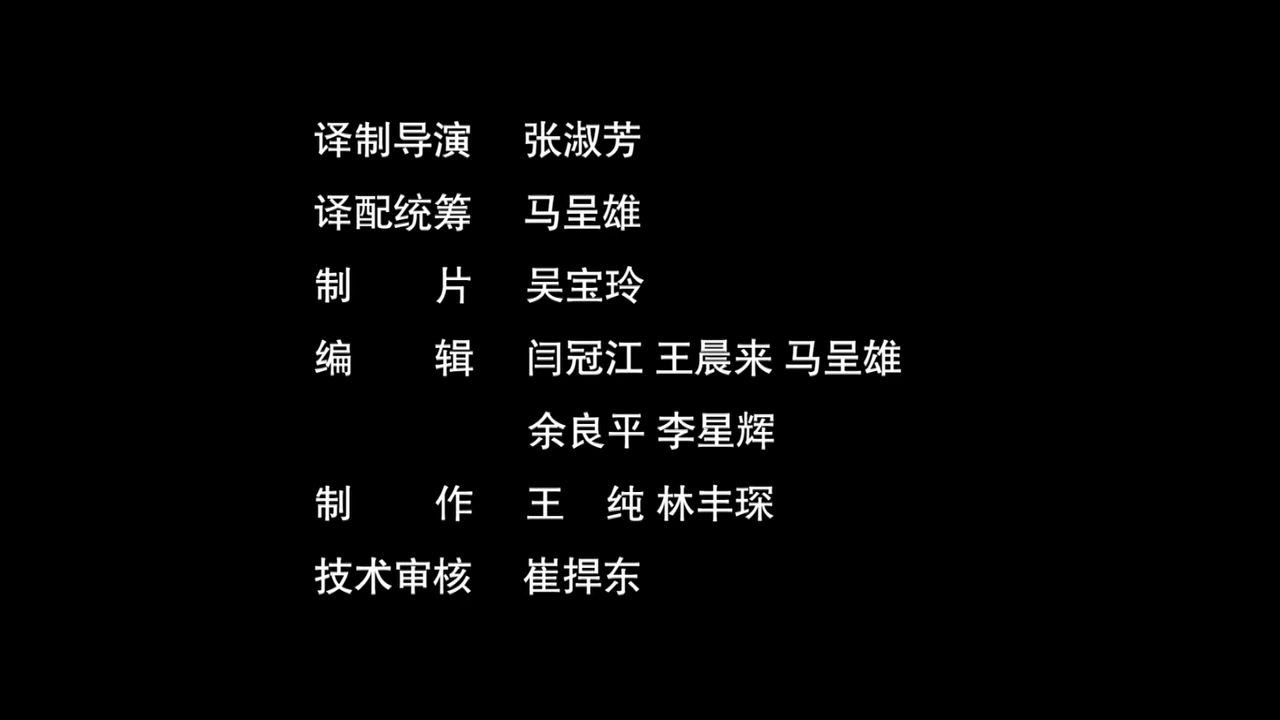 译制导演 张淑芳
译配统筹 马呈雄
制片 吴宝玲
编辑 闫冠江 王晨来 马呈雄
余良平 李星辉
制作 王纯 林丰琛
技术审核 崔捍东